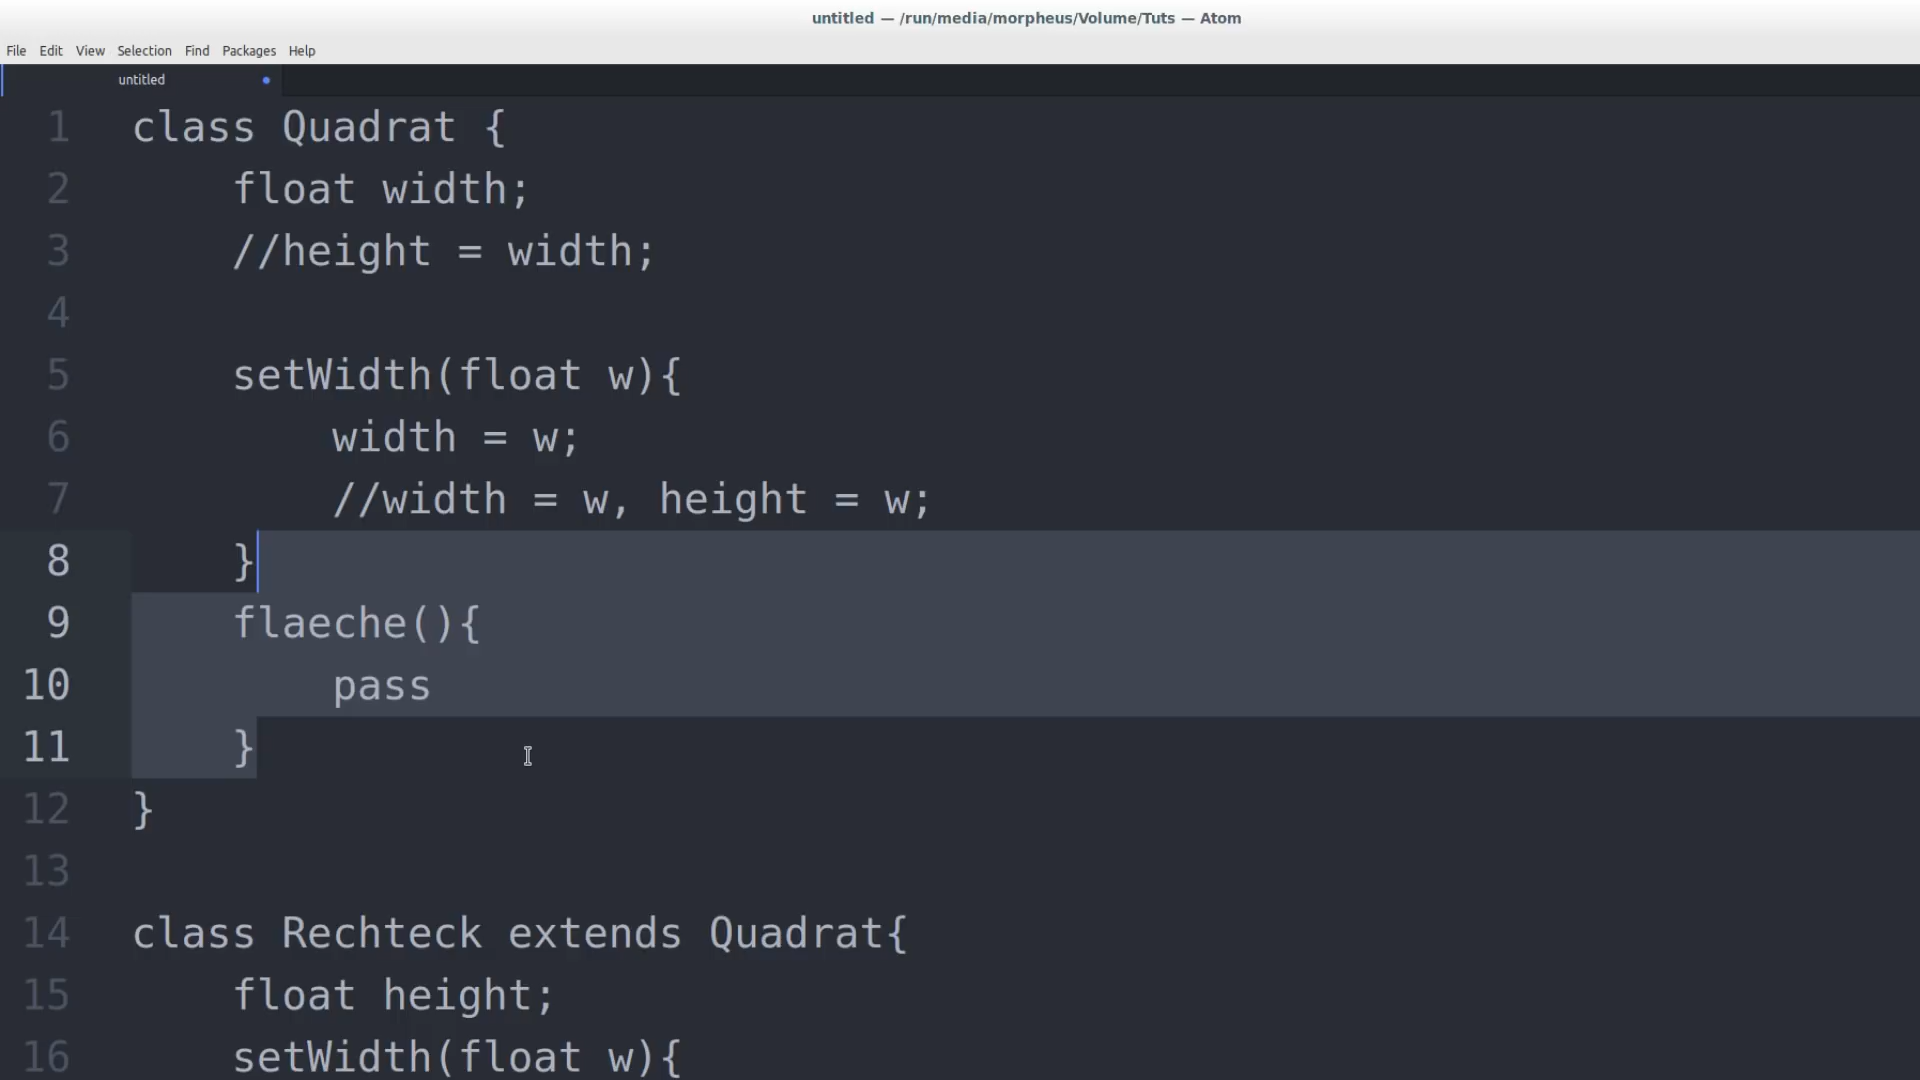 untitled — /run/media/morpheus/Volume/Tuts — Atom
File Edit View Selection Find Packages Help
untitled
1 class Quadrat {
2 float width;
3 //height = width;
4
5 setWidth(float w){
6 width = w;
7 //width = w, height = w;
8 }
9 flaeche(){
10 pass
11 }
12 }
13
14 class Rechteck extends Quadrat{
15 float height;
16 setWidth(float w){